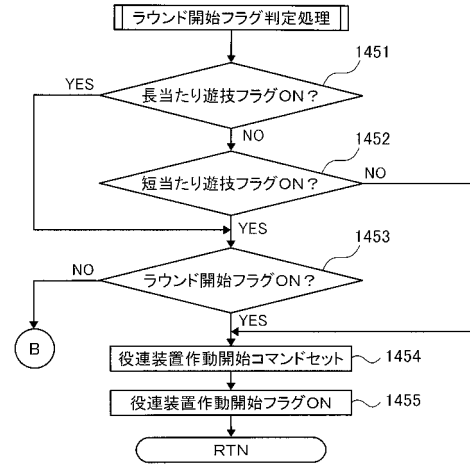 ラウンド開始フラグ判定処理
1451
YES
長当たり遊技フラグON?
NO
1452
NO
短当たり遊技フラグON?
YES
1453
NO
ラウンド開始フラグON?
YES
B
役連装置作動開始コマンドセット
1454
役連装置作動開始フラグON
1455
RTN